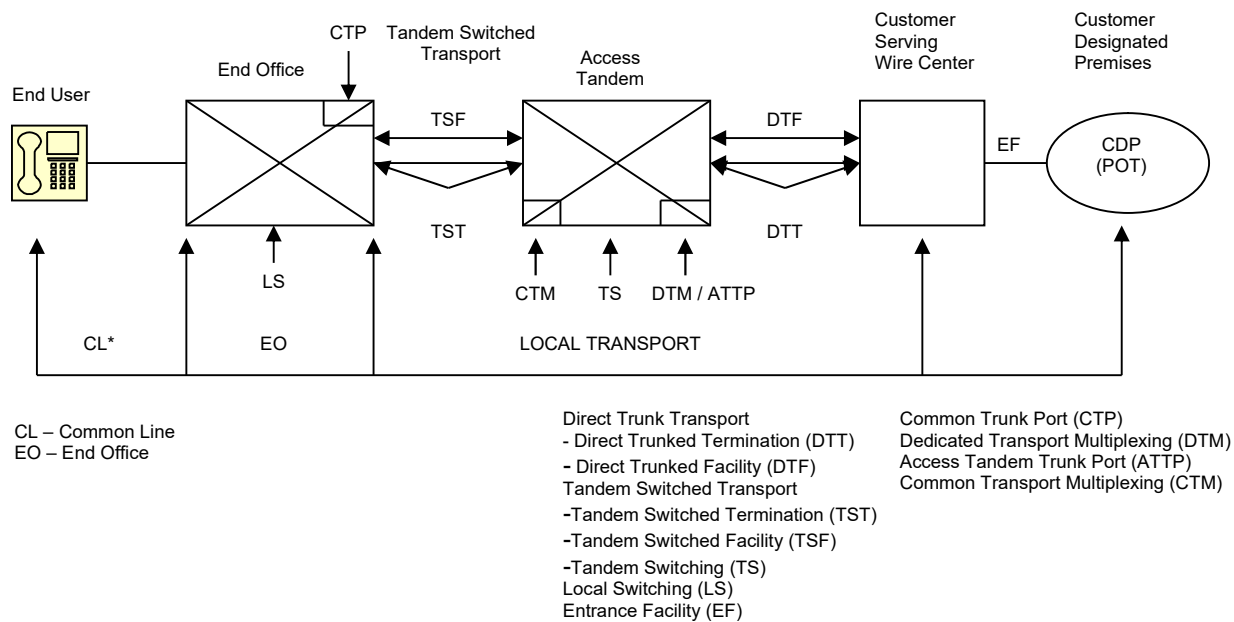 CTP
Tandem Switched
Transport
Customer
Serving
Wire Center
Customer
Designated
Premises
End Office
Access
Tandem
End User
TSF
DTF
EF
CDP
(POT)
TST
DTT
LS
CTM
TS
DTM / ATTP
CL*
EO
LOCAL TRANSPORT
CL – Common Line
EO – End Office
Direct Trunk Transport
- Direct Trunked Termination (DTT)
- Direct Trunked Facility (DTF)
Tandem Switched Transport
-Tandem Switched Termination (TST)
-Tandem Switched Facility (TSF)
-Tandem Switching (TS)
Local Switching (LS)
Entrance Facility (EF)
Common Trunk Port (CTP)
Dedicated Transport Multiplexing (DTM)
Access Tandem Trunk Port (ATTP)
Common Transport Multiplexing (CTM)